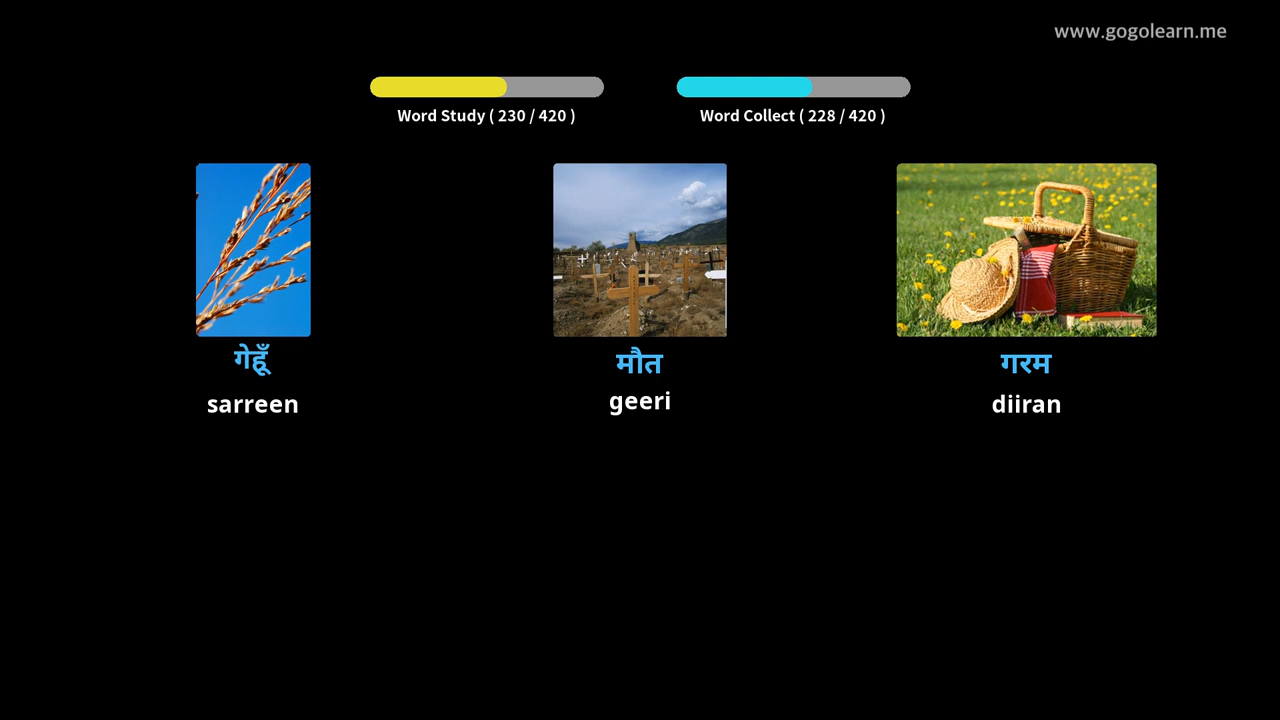 www.gogolearn.me
Word Study ( 230 / 420 )
Word Collect ( 228 / 420 )
गेहूँ
मौत
गरम
sarreen
geeri
diiran